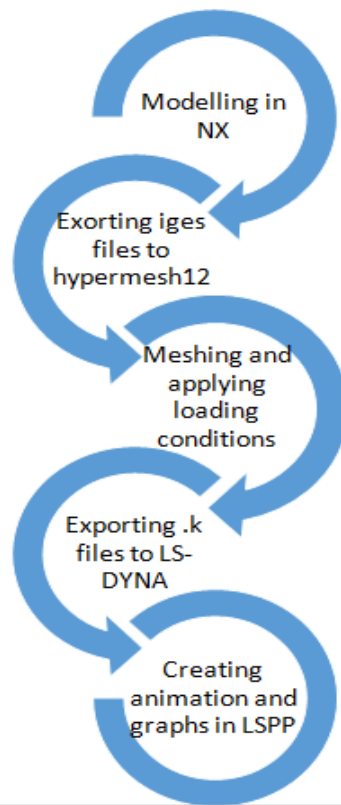 Modelling in
NX
Exorting iges
files to
hypermesh12
Meshing and
applying
loading
conditions
Exporting .k
files to LS-
DYNA
Creating
animation and
graphs in LSPP